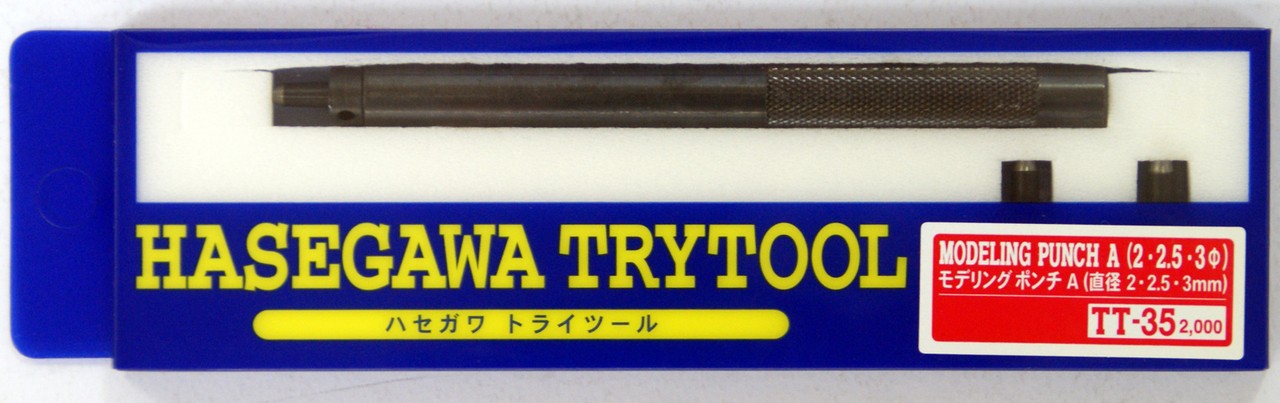 HASEGAWA TRYTOOL
ハセガワ トライツール
MODELING PUNCH A (2・2.5・3Φ)
モデリングポンチ A (直径 2・2.5・3mm)
TT-35 2,000